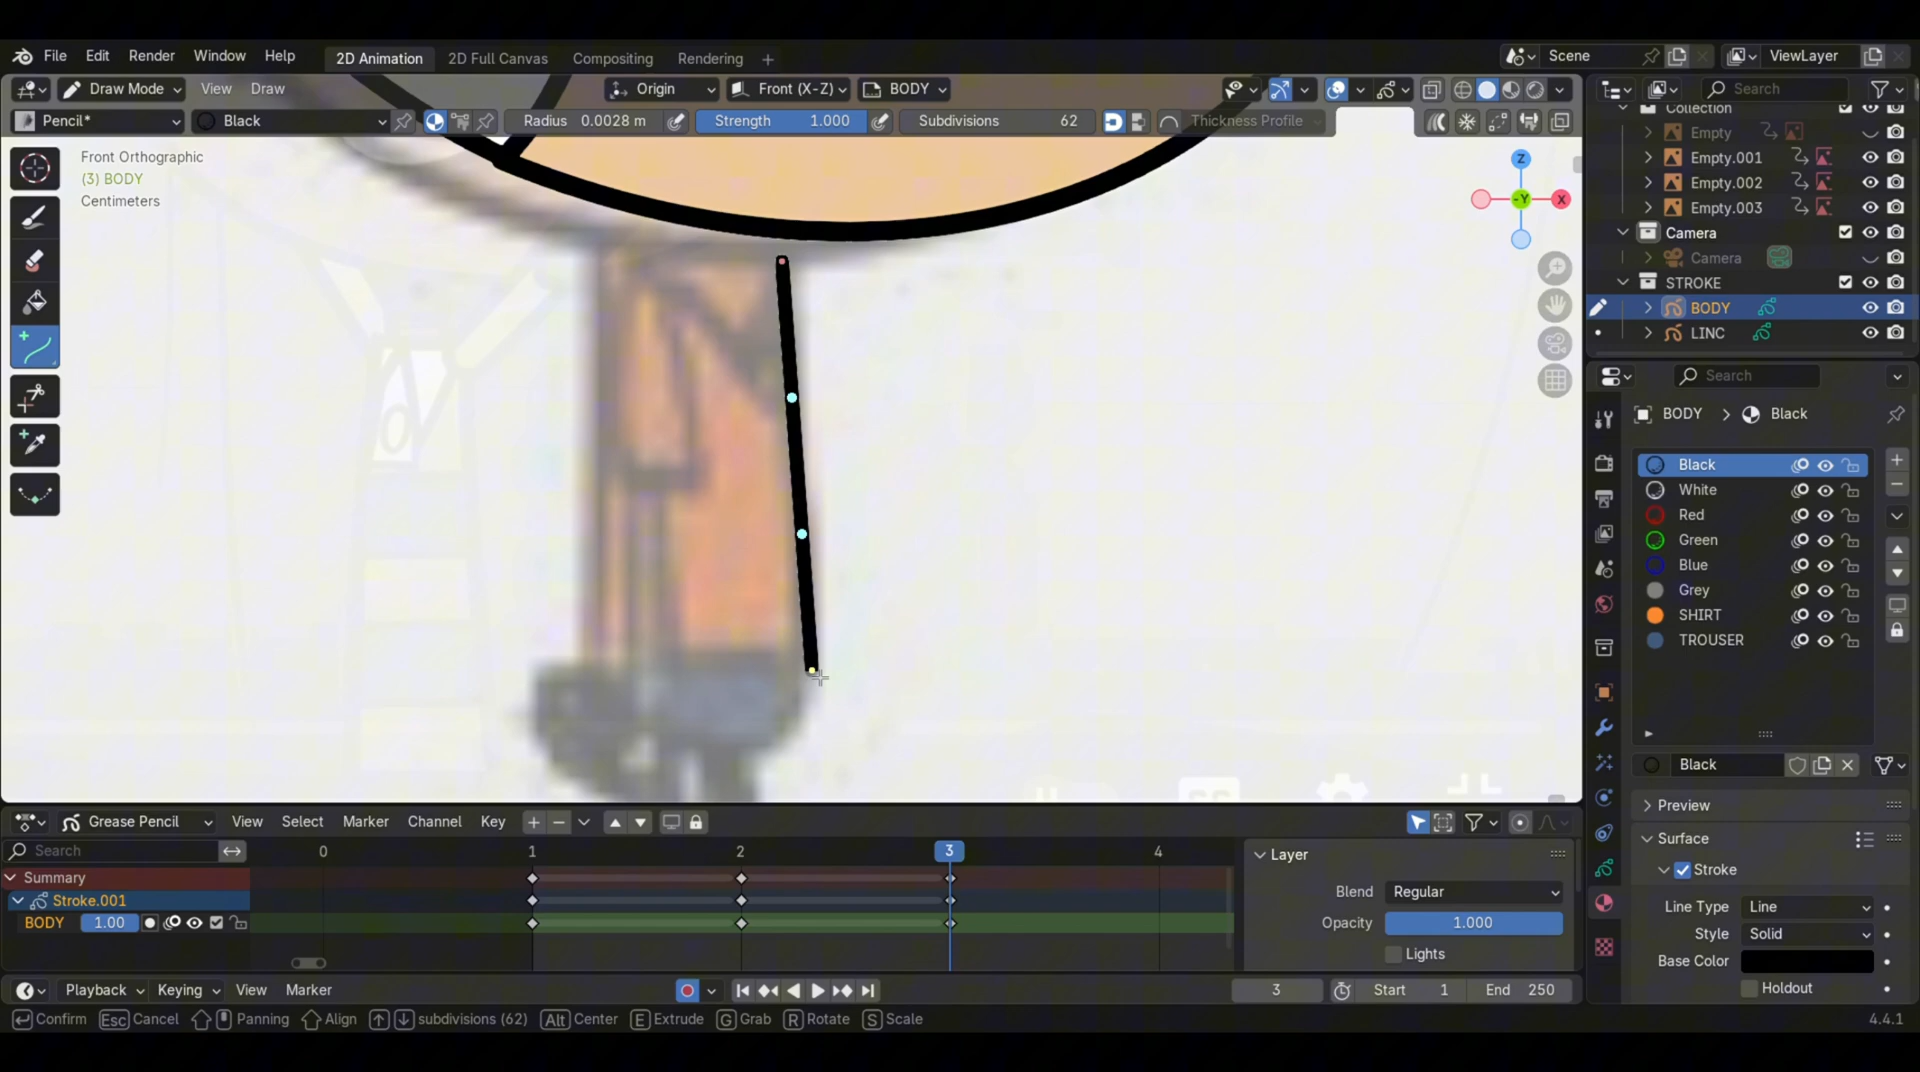 File Edit Render Window Help 2D Animation 2D Full Canvas Compositing Rendering + Scene ViewLayer
Draw Mode View Draw Origin Front (X-Z) BODY Search
Pencil* Black Radius 0.0028 m Strength 1.000 Subdivisions 62 Thickness Profile
Front Orthographic
(3) BODY
Centimeters
Z
-Y
X
Collection
Empty
Empty.001
Empty.002
Empty.003
Camera
Camera
STROKE
BODY
LINC
Search
BODY > Black
Black
White
Red
Green
Blue
Grey
SHIRT
TROUSER
Black
Preview
Surface
Stroke
Line Type Line
Style Solid
Base Color
Holdout
Grease Pencil View Select Marker Channel Key
Search 0 1 2 3 4
Summary
Stroke.001
BODY 1.00
Layer
Blend Regular
Opacity 1.000
Lights
Playback Keying View Marker 3 Start 1 End 250
Confirm Esc Cancel Panning Align subdivisions (62) Alt Center E Extrude G Grab R Rotate S Scale 4.4.1